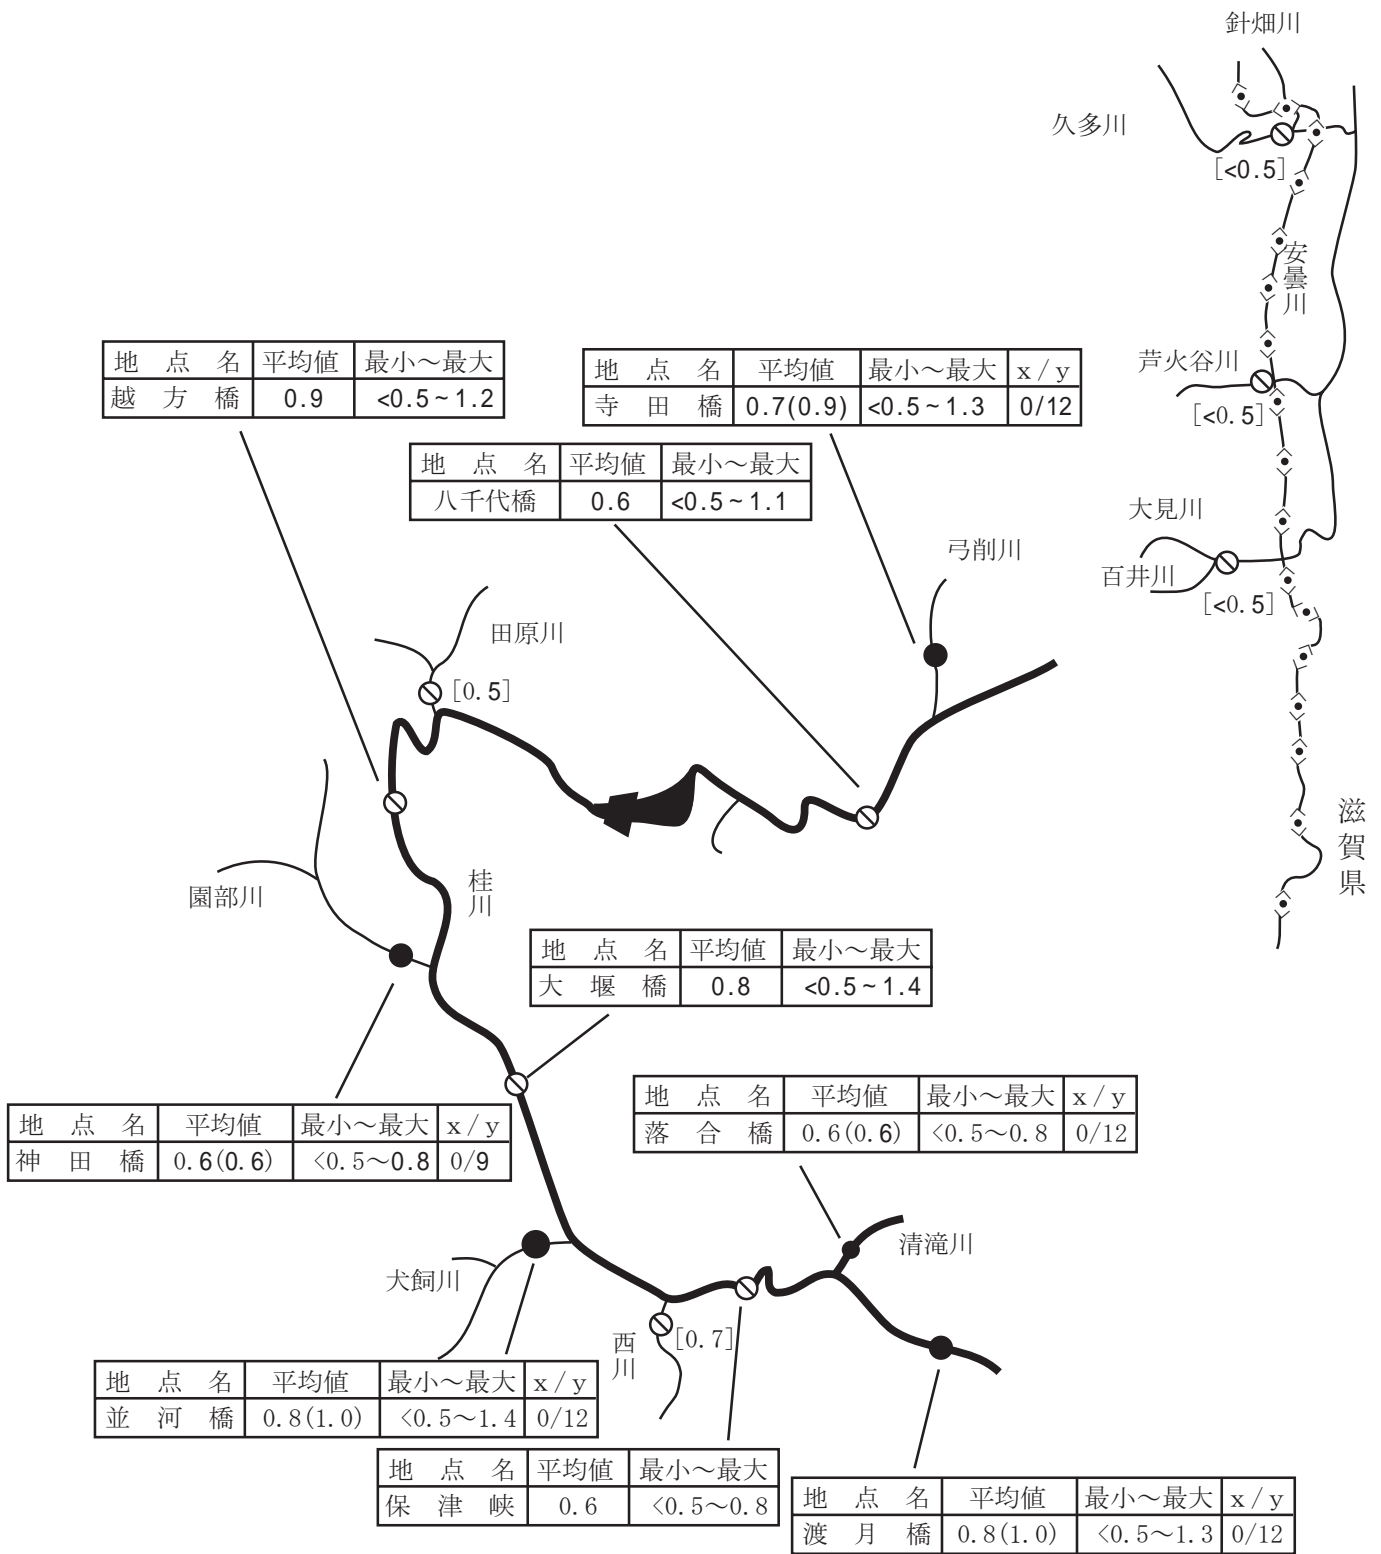 針畑川
久多川
[<0.5]
安曇川
芦火谷川
[<0.5]
大見川
百井川
[<0.5]
滋賀県
地 点 名 平均値 最小～最大
越 方 橋 0.9 <0.5~1.2
地 点 名 平均値 最小～最大 x/y
寺 田 橋 0.7(0.9) <0.5~1.3 0/12
地 点 名 平均値 最小～最大
八千代橋 0.6 <0.5~1.1
弓削川
田原川
[0.5]
園部川
桂川
地 点 名 平均値 最小～最大
大 堰 橋 0.8 <0.5~1.4
地 点 名 平均値 最小～最大 x/y
神 田 橋 0.6(0.6) <0.5～0.8 0/9
地 点 名 平均値 最小～最大 x/y
落 合 橋 0.6(0.6) <0.5～0.8 0/12
清滝川
犬飼川
西川
[0.7]
地 点 名 平均値 最小～最大 x/y
並 河 橋 0.8(1.0) <0.5～1.4 0/12
地 点 名 平均値 最小～最大
保 津 峡 0.6 <0.5～0.8
地 点 名 平均値 最小～最大 x/y
渡 月 橋 0.8(1.0) <0.5～1.3 0/12